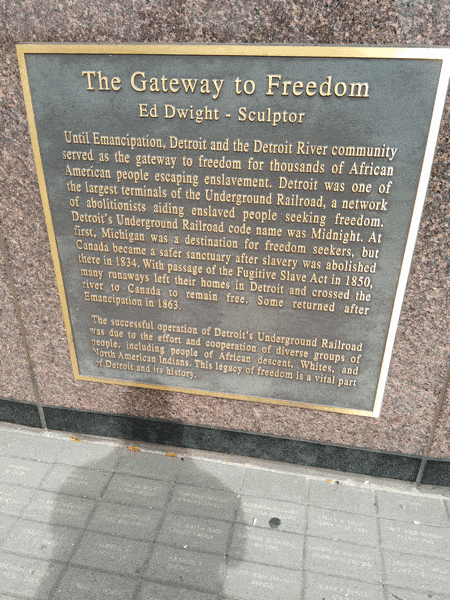 The Gateway to Freedom
Ed Dwight - Sculptor
Until Emancipation, Detroit and the Detroit River community
served as the gateway to freedom for thousands of African
American people escaping enslavement. Detroit was one of
the largest terminals of the Underground Railroad, a network
of abolitionists aiding enslaved people seeking freedom.
Detroit's Underground Railroad code name was Midnight. At
first, Michigan was a destination for freedom seekers, but
Canada became a safer sanctuary after slavery was abolished
there in 1834. With passage of the Fugitive Slave Act in 1850,
many runaways left their homes in Detroit and crossed the
river to Canada to remain free. Some returned after
Emancipation in 1863.
The successful operation of Detroit's Underground Railroad
was due to the effort and cooperation of diverse groups of
people, including people of African descent, Whites, and
North American Indians. This legacy of freedom is a vital part
of Detroit and its history.